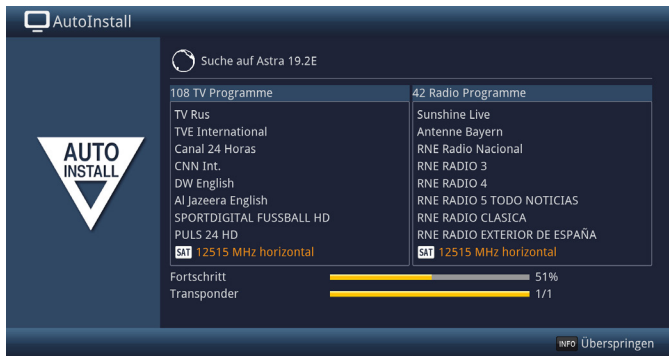 AutoInstall
Suche auf Astra 19.2E
AUTO
INSTALL
108 TV Programme
TV Rus
TVE International
Canal 24 Horas
CNN Int.
DW English
Al Jazeera English
SPORTDIGITAL FUSSBALL HD
PULS 24 HD
SAT 12515 MHz horizontal
42 Radio Programme
Sunshine Live
Antenne Bayern
RNE Radio Nacional
RNE RADIO 3
RNE RADIO 4
RNE RADIO 5 TODO NOTICIAS
RNE RADIO CLASICA
RNE RADIO EXTERIOR DE ESPAÑA
SAT 12515 MHz horizontal
Fortschritt 51%
Transponder 1/1
INFO Überspringen